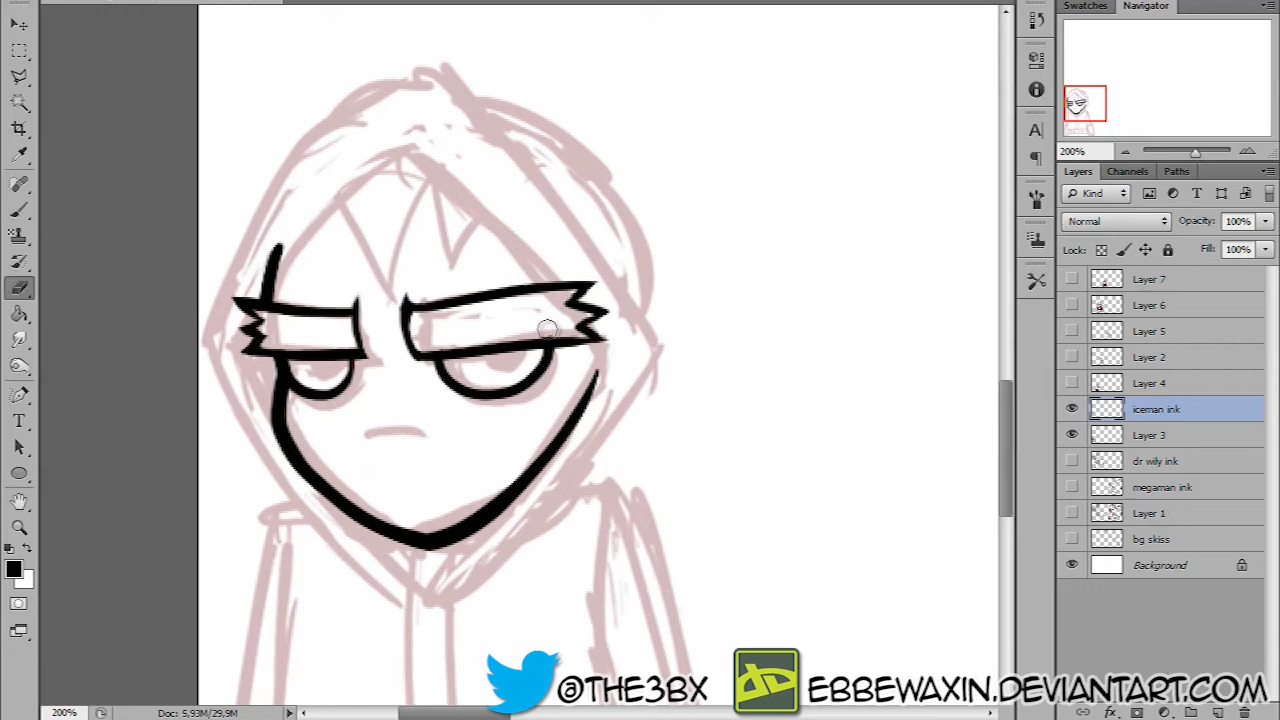 Swatches Navigator
200%
Layers Channels Paths
Kind
Normal Opacity: 100%
Lock: Fill: 100%
Layer 7
Layer 6
Layer 5
Layer 2
Layer 4
iceman ink
Layer 3
dr wily ink
megaman ink
Layer 1
bg skiss
Background
@THE3BX EBBEWAXIN.DEVIANTART.COM
200% Doc: 5,93M/29,9M